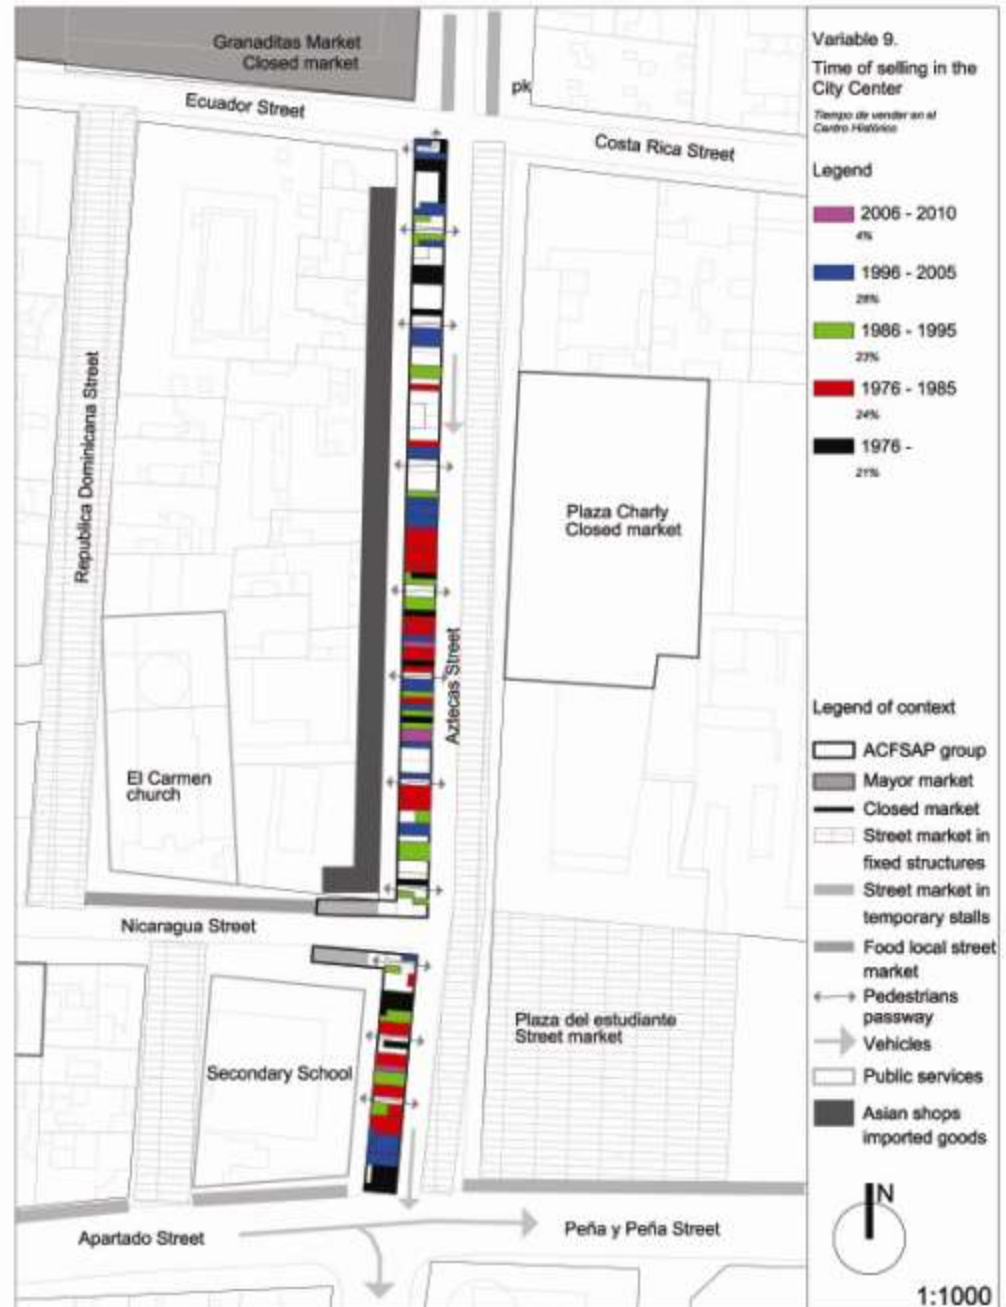 Granaditas Market
Closed market
Ecuador Street
pk
Costa Rica Street
Republica Dominicana Street
Plaza Charly
Closed market
Aztecas Street
El Carmen
church
Nicaragua Street
Plaza del estudiante
Street market
Secondary School
Apartado Street
Peña y Peña Street
Variable 9.
Time of selling in the
City Center
Tiempo de vender en el
Centro Histórico
Legend
2006 - 2010
4%
1996 - 2005
28%
1986 - 1995
23%
1976 - 1985
24%
1976 -
21%
Legend of context
ACFSAP group
Mayor market
Closed market
Street market in
fixed structures
Street market in
temporary stalls
Food local street
market
Pedestrians
passway
Vehicles
Public services
Asian shops
imported goods
N
1:1000